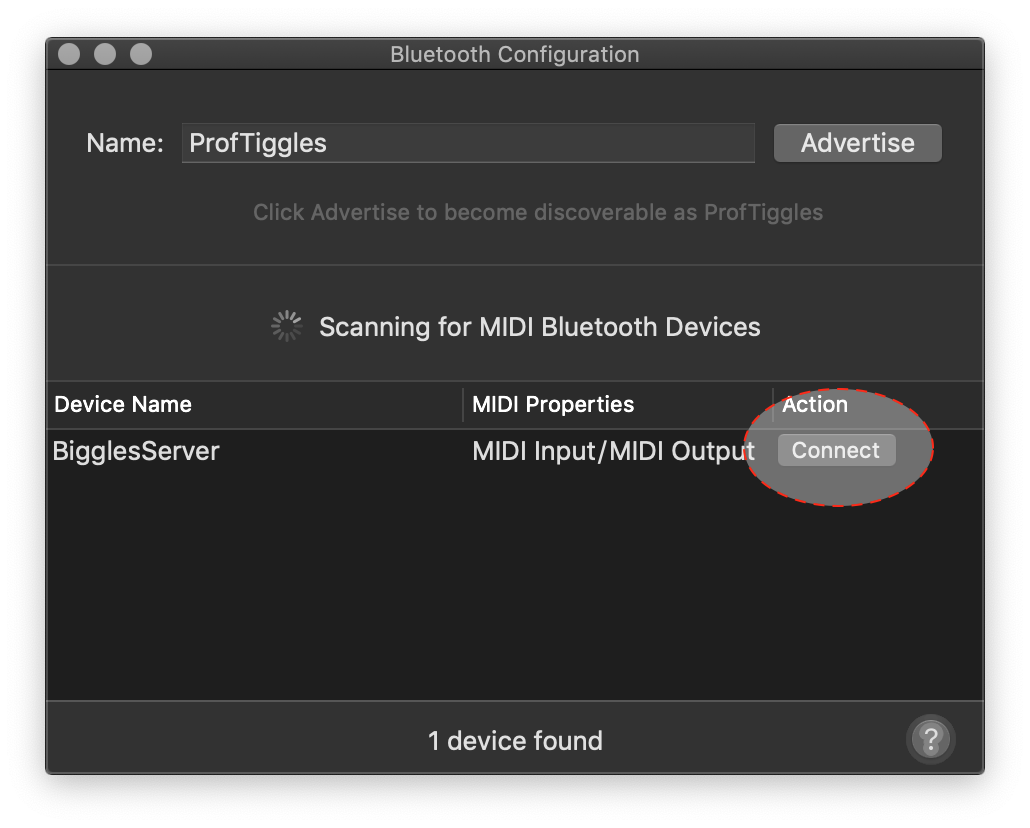 Bluetooth Configuration
Name: ProfTiggles Advertise
Click Advertise to become discoverable as ProfTiggles
Scanning for MIDI Bluetooth Devices
Device Name MIDI Properties Action
BigglesServer MIDI Input/MIDI Output Connect
1 device found ?